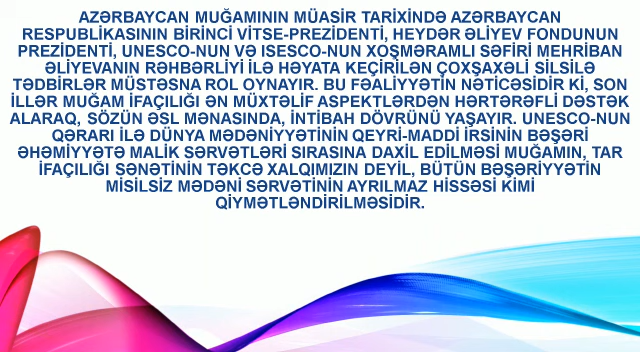 AZƏRBAYCAN MUĞAMININ MÜASİR TARİXİNDƏ AZƏRBAYCAN
RESPUBLİKASININ BİRİNCİ VİTSE-PREZİDENTİ, HEYDƏR ƏLİYEV FONDUNUN
PREZİDENTİ, UNESCO-NUN VƏ ISESCO-NUN XOŞMƏRAMLI SƏFİRİ MEHRİBAN
ƏLİYEVANIN RƏHBƏRLİYİ İLƏ HƏYATA KEÇİRİLƏN ÇOXŞAXƏLİ SİLSİLƏ
TƏDBİRLƏR MÜSTƏSNA ROL OYNAYIR. BU FƏALİYYƏTİN NƏTİCƏSİDİR Kİ, SON
İLLƏR MUĞAM İFAÇILIĞI ƏN MÜXTƏLİF ASPEKTLƏRDƏN HƏRTƏRƏFLİ DƏSTƏK
ALARAQ, SÖZÜN ƏSL MƏNASINDA, İNTİBAH DÖVRÜNÜ YAŞAYIR. UNESCO-NUN
QƏRARI İLƏ DÜNYA MƏDƏNİYYƏTİNİN QEYRİ-MADDİ İRSİNİN BƏŞƏRİ
ƏHƏMİYYƏTƏ MALİK SƏRVƏTLƏRİ SIRASINA DAXİL EDİLMƏSİ MUĞAMIN, TAR
İFAÇILIĞI SƏNƏTİNİN TƏKCƏ XALQIMIZIN DEYİL, BÜTÜN BƏŞƏRİYYƏTİN
MİSİLSİZ MƏDƏNİ SƏRVƏTİNİN AYRILMAZ HİSSƏSİ KİMİ
QİYMƏTLƏNDİRİLMƏSİDİR.